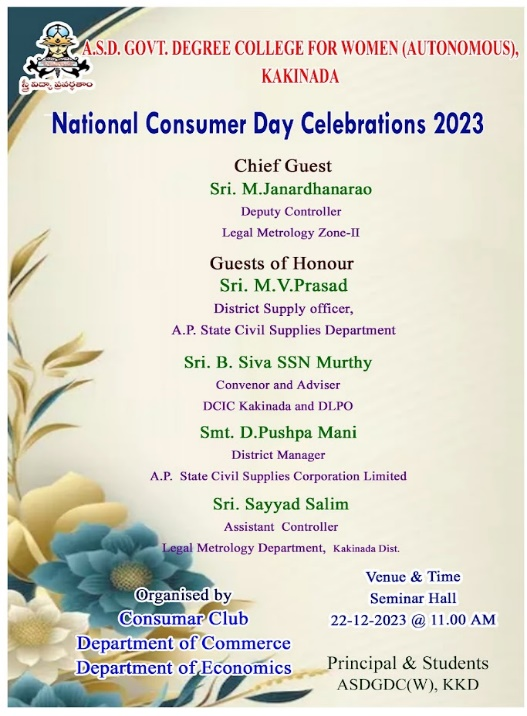 A.S.D. GOVT. DEGREE COLLEGE FOR WOMEN (AUTONOMOUS),
KAKINADA
స్త్రీ విద్యా ప్రవర్ధతాం
National Consumer Day Celebrations 2023
Chief Guest
Sri. M.Janardhanarao
Deputy Controller
Legal Metrology Zone-II
Guests of Honour
Sri. M.V.Prasad
District Supply officer,
A.P. State Civil Supplies Department
Sri. B. Siva SSN Murthy
Convenor and Adviser
DCIC Kakinada and DLPO
Smt. D.Pushpa Mani
District Manager
A.P. State Civil Supplies Corporation Limited
Sri. Sayyad Salim
Assistant Controller
Legal Metrology Department, Kakinada Dist.
Organised by
Consumar Club
Department of Commerce
Department of Economics
Venue & Time
Seminar Hall
22-12-2023 @ 11.00 AM
Principal & Students
ASDGDC(W), KKD